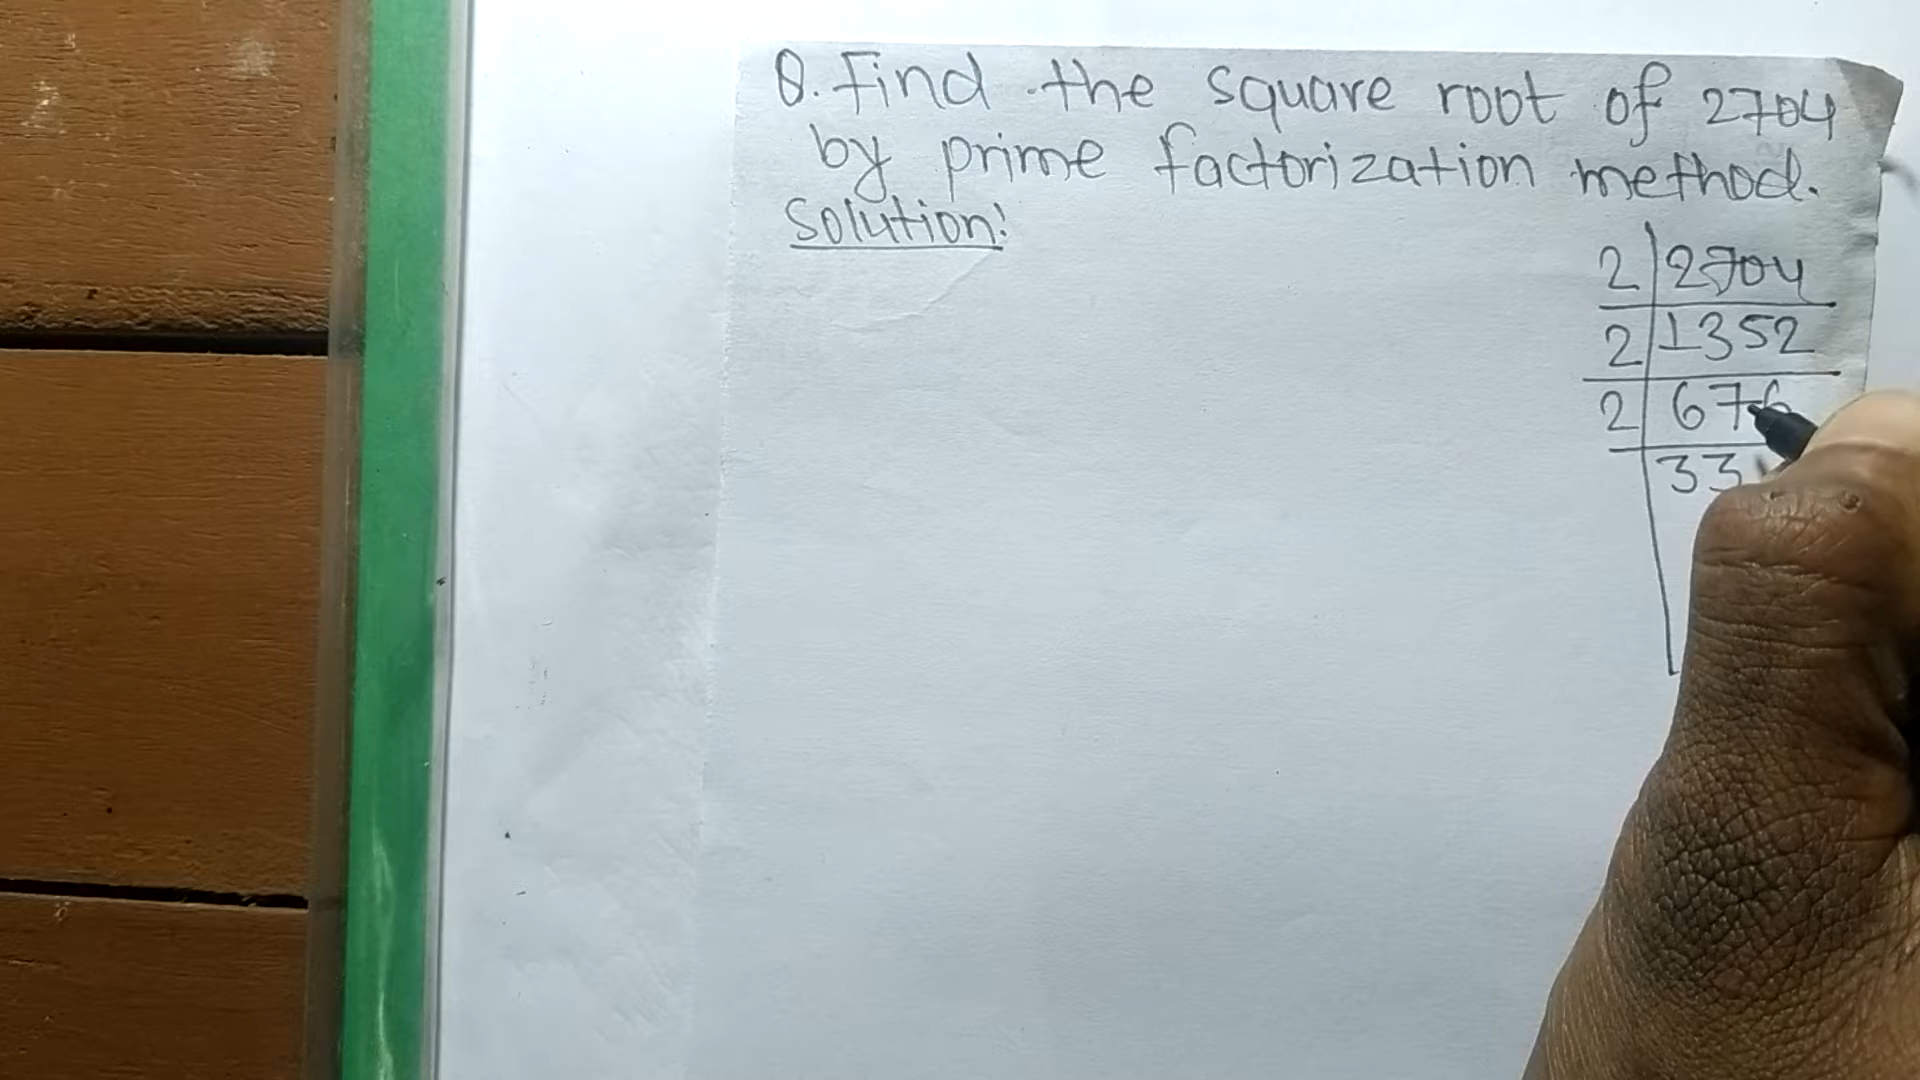 Q. Find the square root of 2704
by prime factorization method.
Solution:
2 2704
2 1352
2 676
33